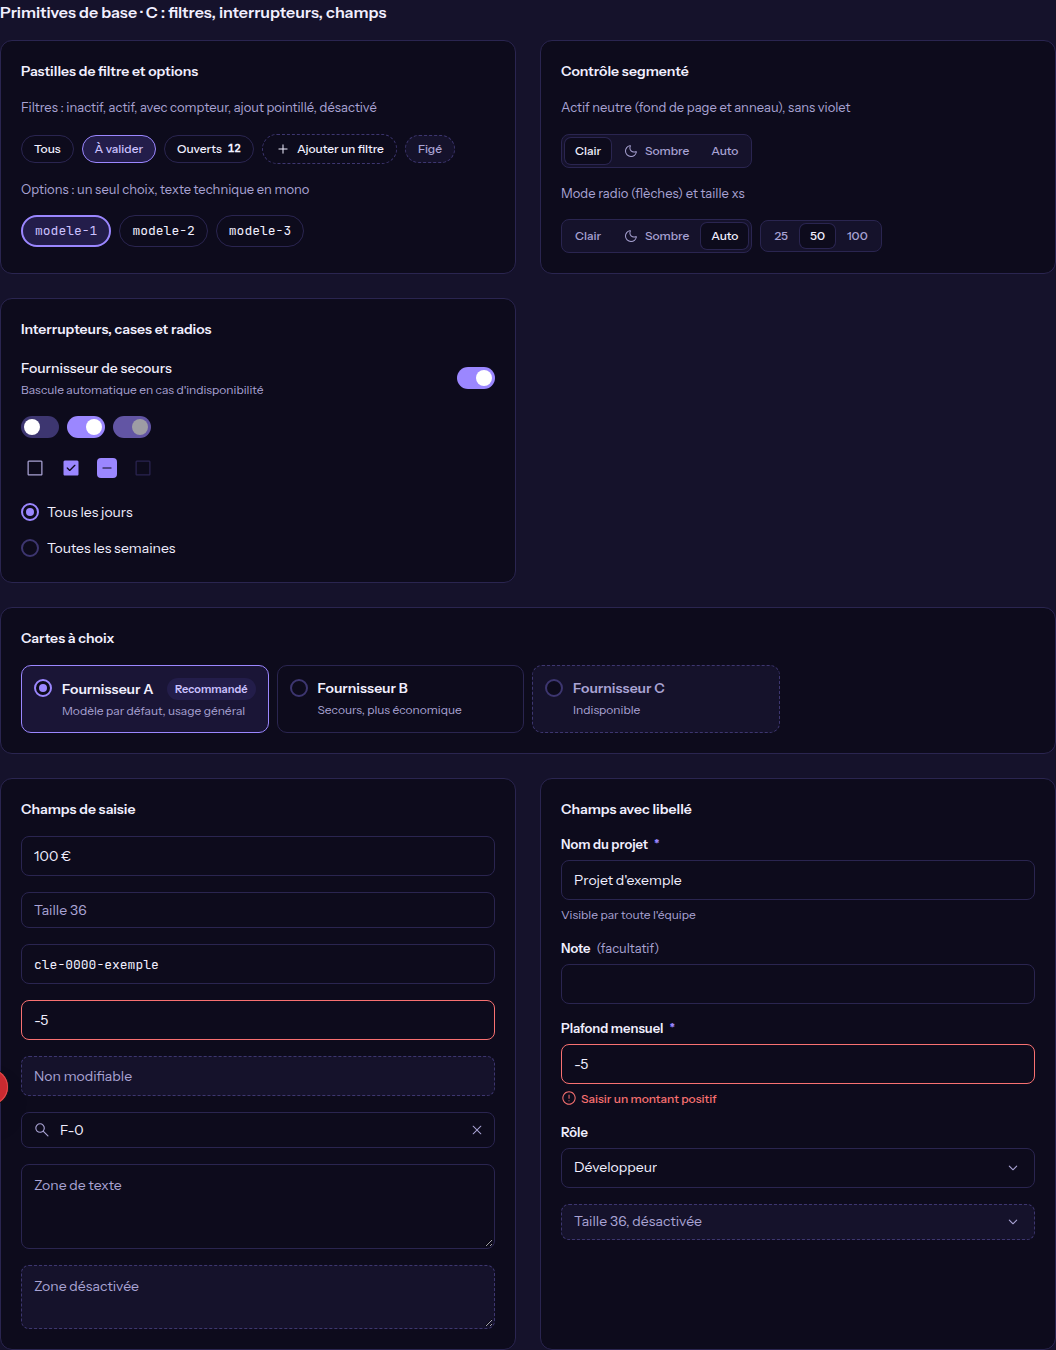 Primitives de base · C : filtres, interrupteurs, champs
Pastilles de filtre et options
Filtres : inactif, actif, avec compteur, ajout pointillé, désactivé
Tous
À valider
Ouverts 12
Ajouter un filtre
Figé
Options : un seul choix, texte technique en mono
modele-1
modele-2
modele-3
Contrôle segmenté
Actif neutre (fond de page et anneau), sans violet
Clair
Sombre
Auto
Mode radio (flèches) et taille xs
Clair
Sombre
Auto
25
50
100
Interrupteurs, cases et radios
Fournisseur de secours
Bascule automatique en cas d'indisponibilité
Tous les jours
Toutes les semaines
Cartes à choix
Fournisseur A
Recommandé
Modèle par défaut, usage général
Fournisseur B
Secours, plus économique
Fournisseur C
Indisponible
Champs de saisie
100 €
Taille 36
cle-0000-exemple
-5
Non modifiable
F-0
Zone de texte
Zone désactivée
Champs avec libellé
Nom du projet *
Projet d'exemple
Visible par toute l'équipe
Note (facultatif)
Plafond mensuel *
-5
Saisir un montant positif
Rôle
Développeur
Taille 36, désactivée